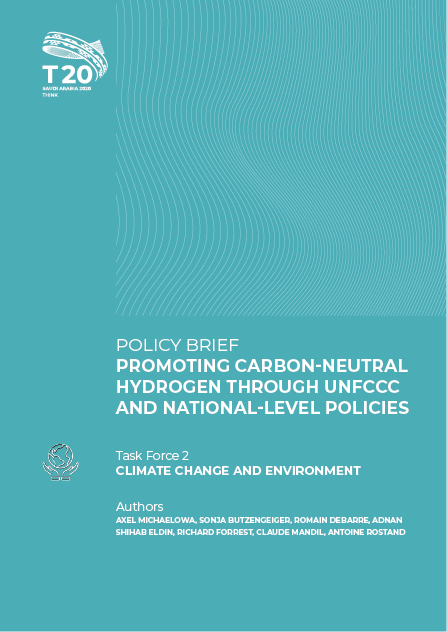 T20
SAUDI ARABIA 2020
THINK
POLICY BRIEF
PROMOTING CARBON-NEUTRAL
HYDROGEN THROUGH UNFCCC
AND NATIONAL-LEVEL POLICIES
Task Force 2
CLIMATE CHANGE AND ENVIRONMENT
Authors
AXEL MICHAELOWA, SONJA BUTZENGEIGER, ROMAIN DEBARRE, ADNAN
SHIHAB ELDIN, RICHARD FORREST, CLAUDE MANDIL, ANTOINE ROSTAND